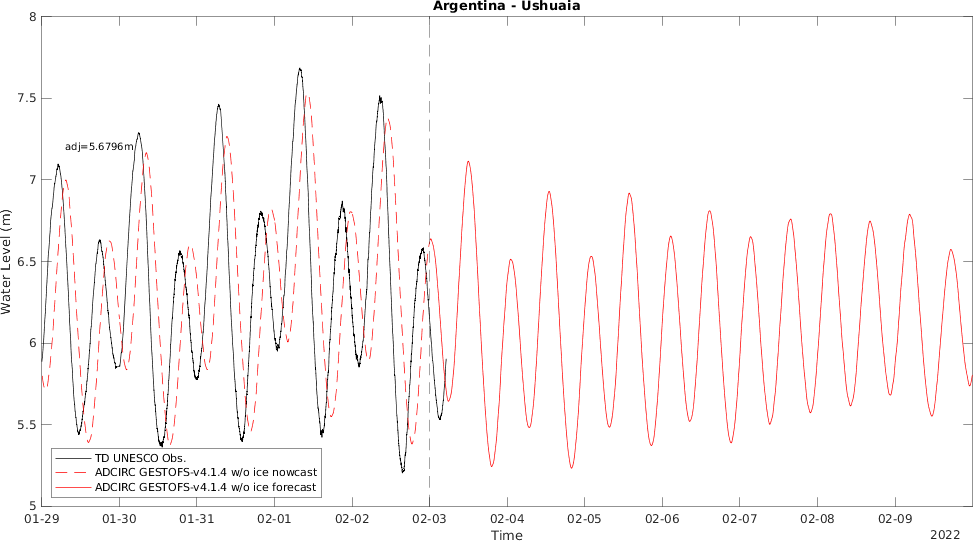 Argentina - Ushuaia
8
7.5
adj=5.6796m
7
6.5
Water Level (m)
6
5.5
TD UNESCO Obs.
ADCIRC GESTOFS-v4.1.4 w/o ice nowcast
ADCIRC GESTOFS-v4.1.4 w/o ice forecast
5
01-29 01-30 01-31 02-01 02-02 02-03 02-04 02-05 02-06 02-07 02-08 02-09
Time
2022